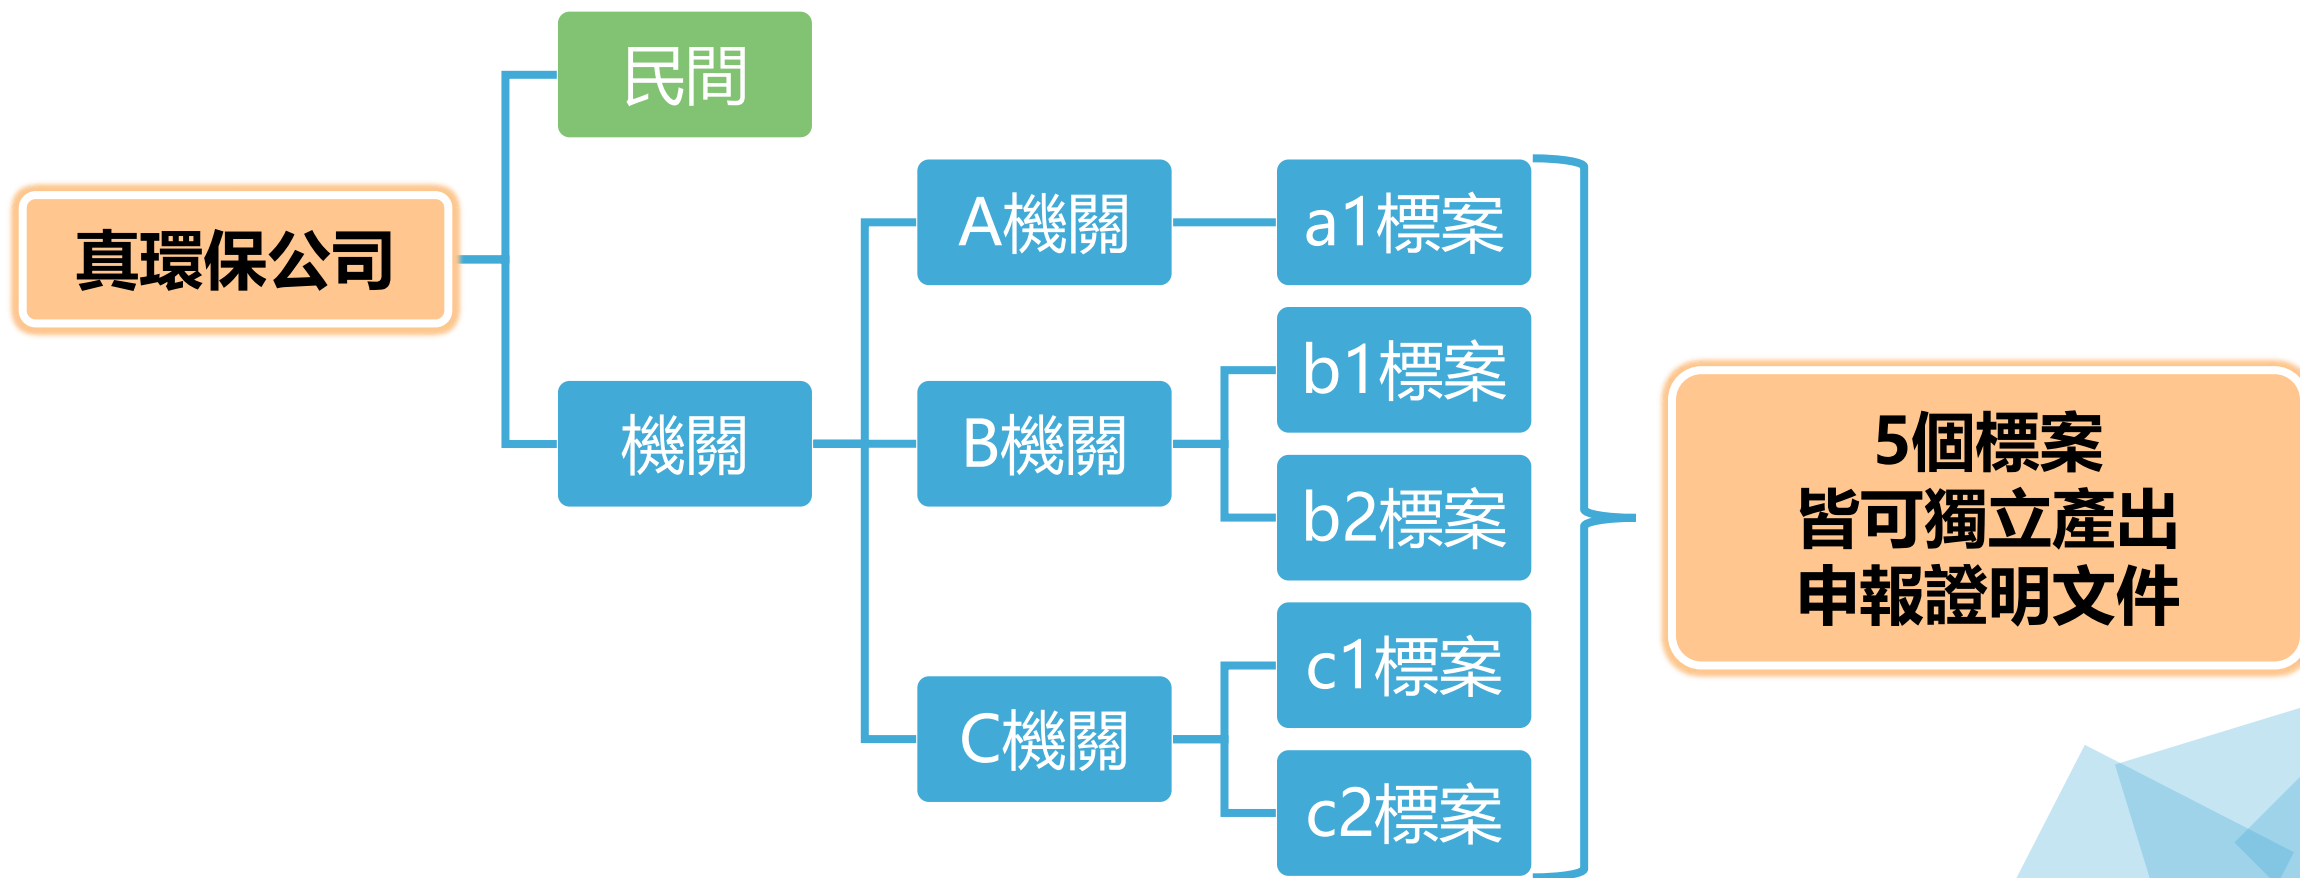 民間
真環保公司
機關
A機關
a1標案
B機關
b1標案
b2標案
C機關
c1標案
c2標案
5個標案
皆可獨立產出
申報證明文件